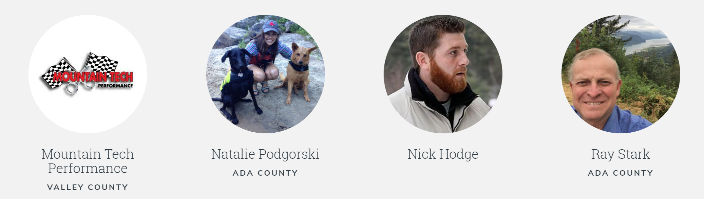 MOUNTAIN TECH
PERFORMANCE
Mountain Tech
Performance
VALLEY COUNTY
Natalie Podgorski
ADA COUNTY
Nick Hodge
Ray Stark
ADA COUNTY